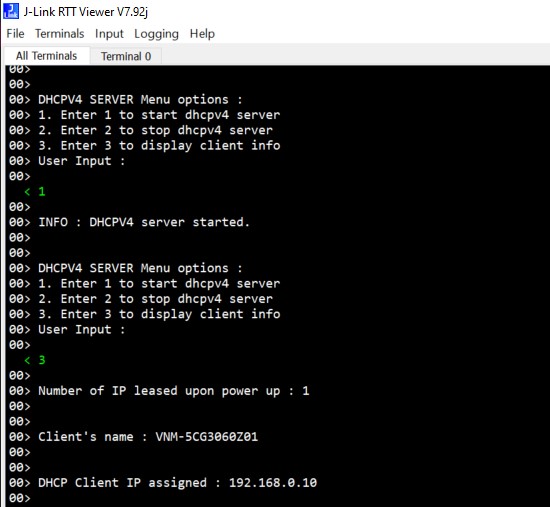 J-Link RTT Viewer V7.92j
File Terminals Input Logging Help
All Terminals Terminal 0
00>
00>
00> DHCPV4 SERVER Menu options :
00> 1. Enter 1 to start dhcpv4 server
00> 2. Enter 2 to stop dhcpv4 server
00> 3. Enter 3 to display client info
00> User Input :
00>
< 1
00>
00> INFO : DHCPV4 server started.
00>
00>
00> DHCPV4 SERVER Menu options :
00> 1. Enter 1 to start dhcpv4 server
00> 2. Enter 2 to stop dhcpv4 server
00> 3. Enter 3 to display client info
00> User Input :
00>
< 3
00>
00> Number of IP leased upon power up : 1
00>
00>
00> Client's name : VNM-5CG3060Z01
00>
00>
00> DHCP Client IP assigned : 192.168.0.10
00>